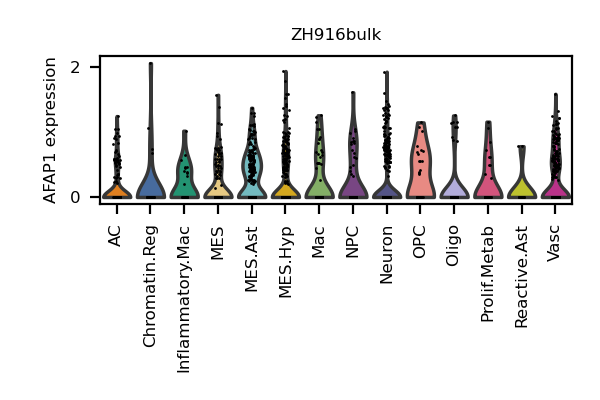 ZH916bulk
AFAP1 expression
2
0
AC
Chromatin.Reg
Inflammatory.Mac
MES
MES.Ast
MES.Hyp
Mac
NPC
Neuron
OPC
Oligo
Prolif.Metab
Reactive.Ast
Vasc